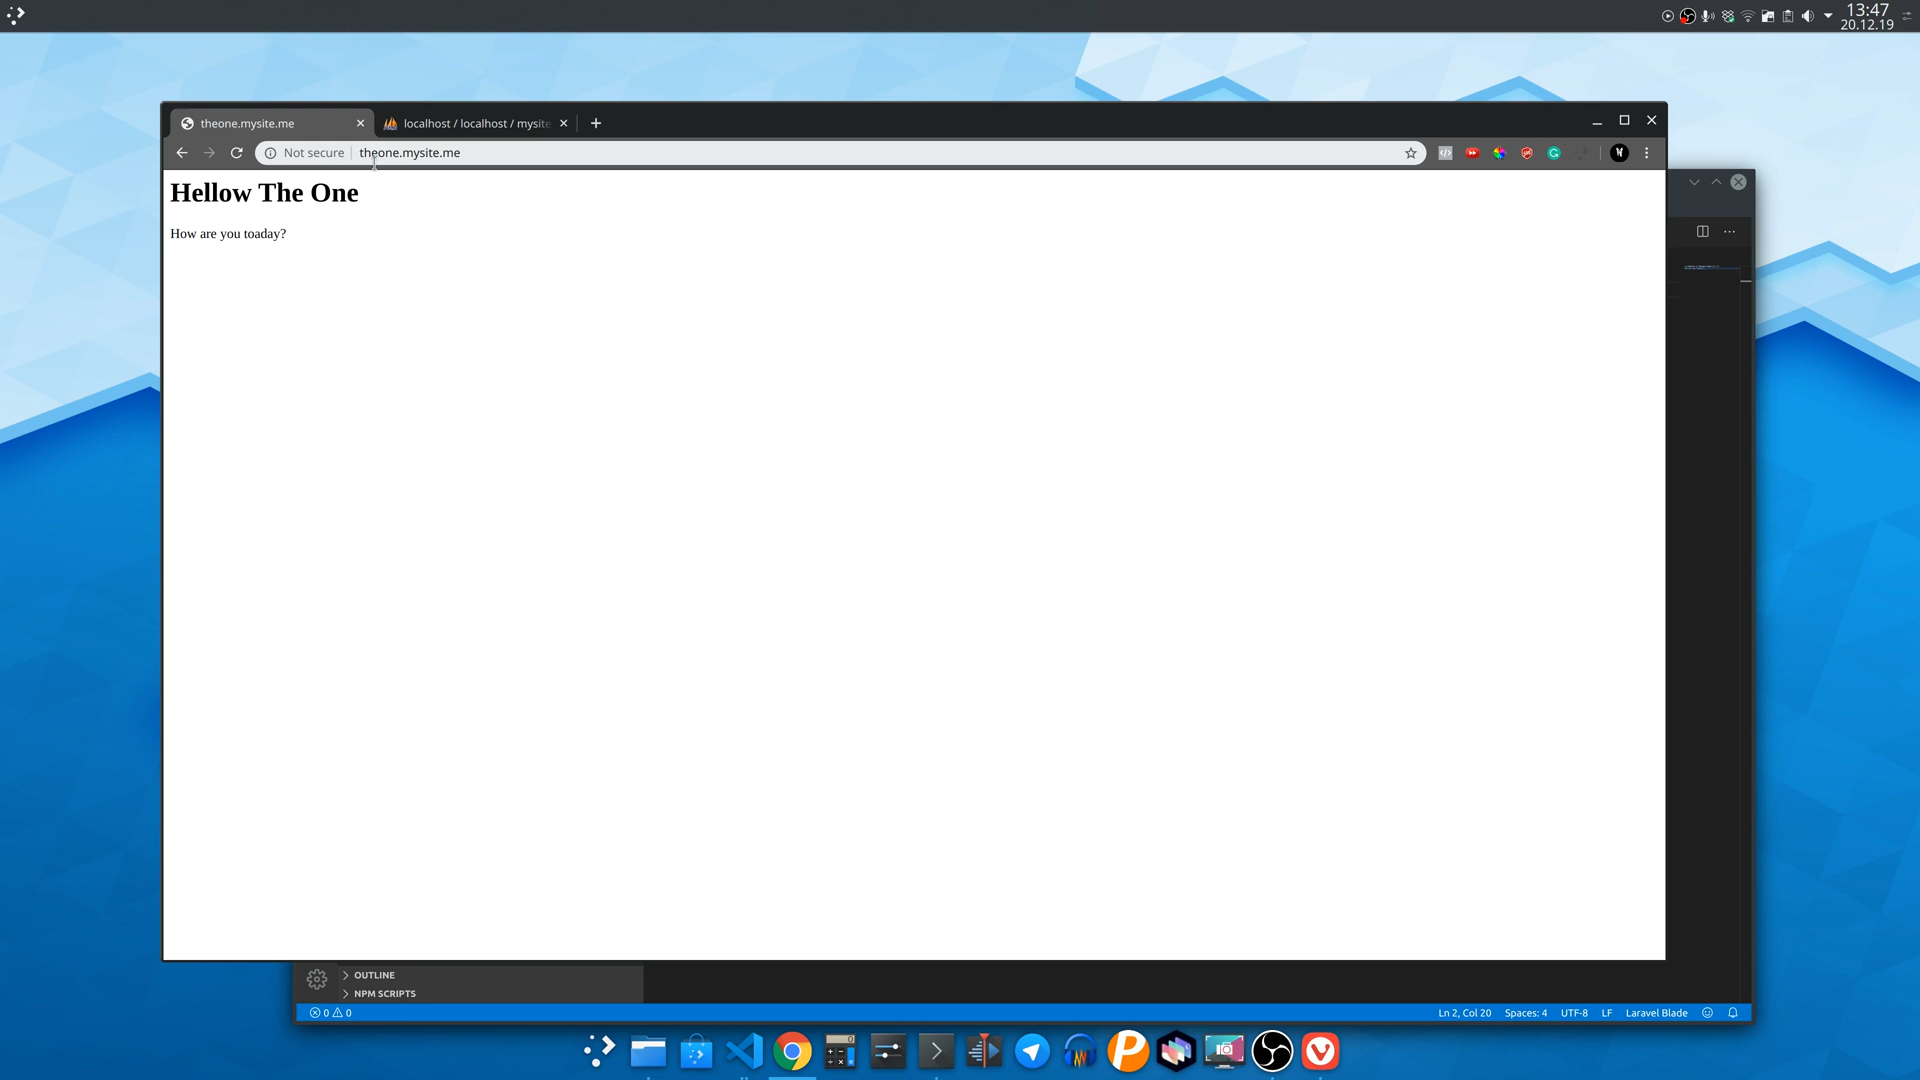 13:47
20.12.19
theone.mysite.me
localhost / localhost / mysite
Not secure
theone.mysite.me
Hellow The One
How are you toaday?
OUTLINE
NPM SCRIPTS
0
0
Ln 2, Col 20
Spaces: 4
UTF-8
LF
Laravel Blade